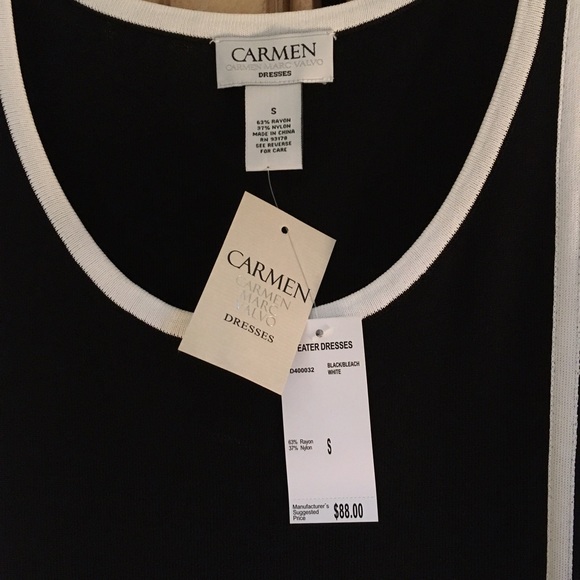 CARMEN
CARMEN MARC VALVO
DRESSES
S
63% RAYON
37% NYLON
MADE IN CHINA
RN 93179
SEE REVERSE
FOR CARE
CARMEN
CARMEN
MARC
VALVO
DRESSES
EATER DRESSES
D400032 BLACK/BLEACH
WHITE
63% Rayon
37% Nylon
S
Manufacturer's
Suggested
Price
$88.00